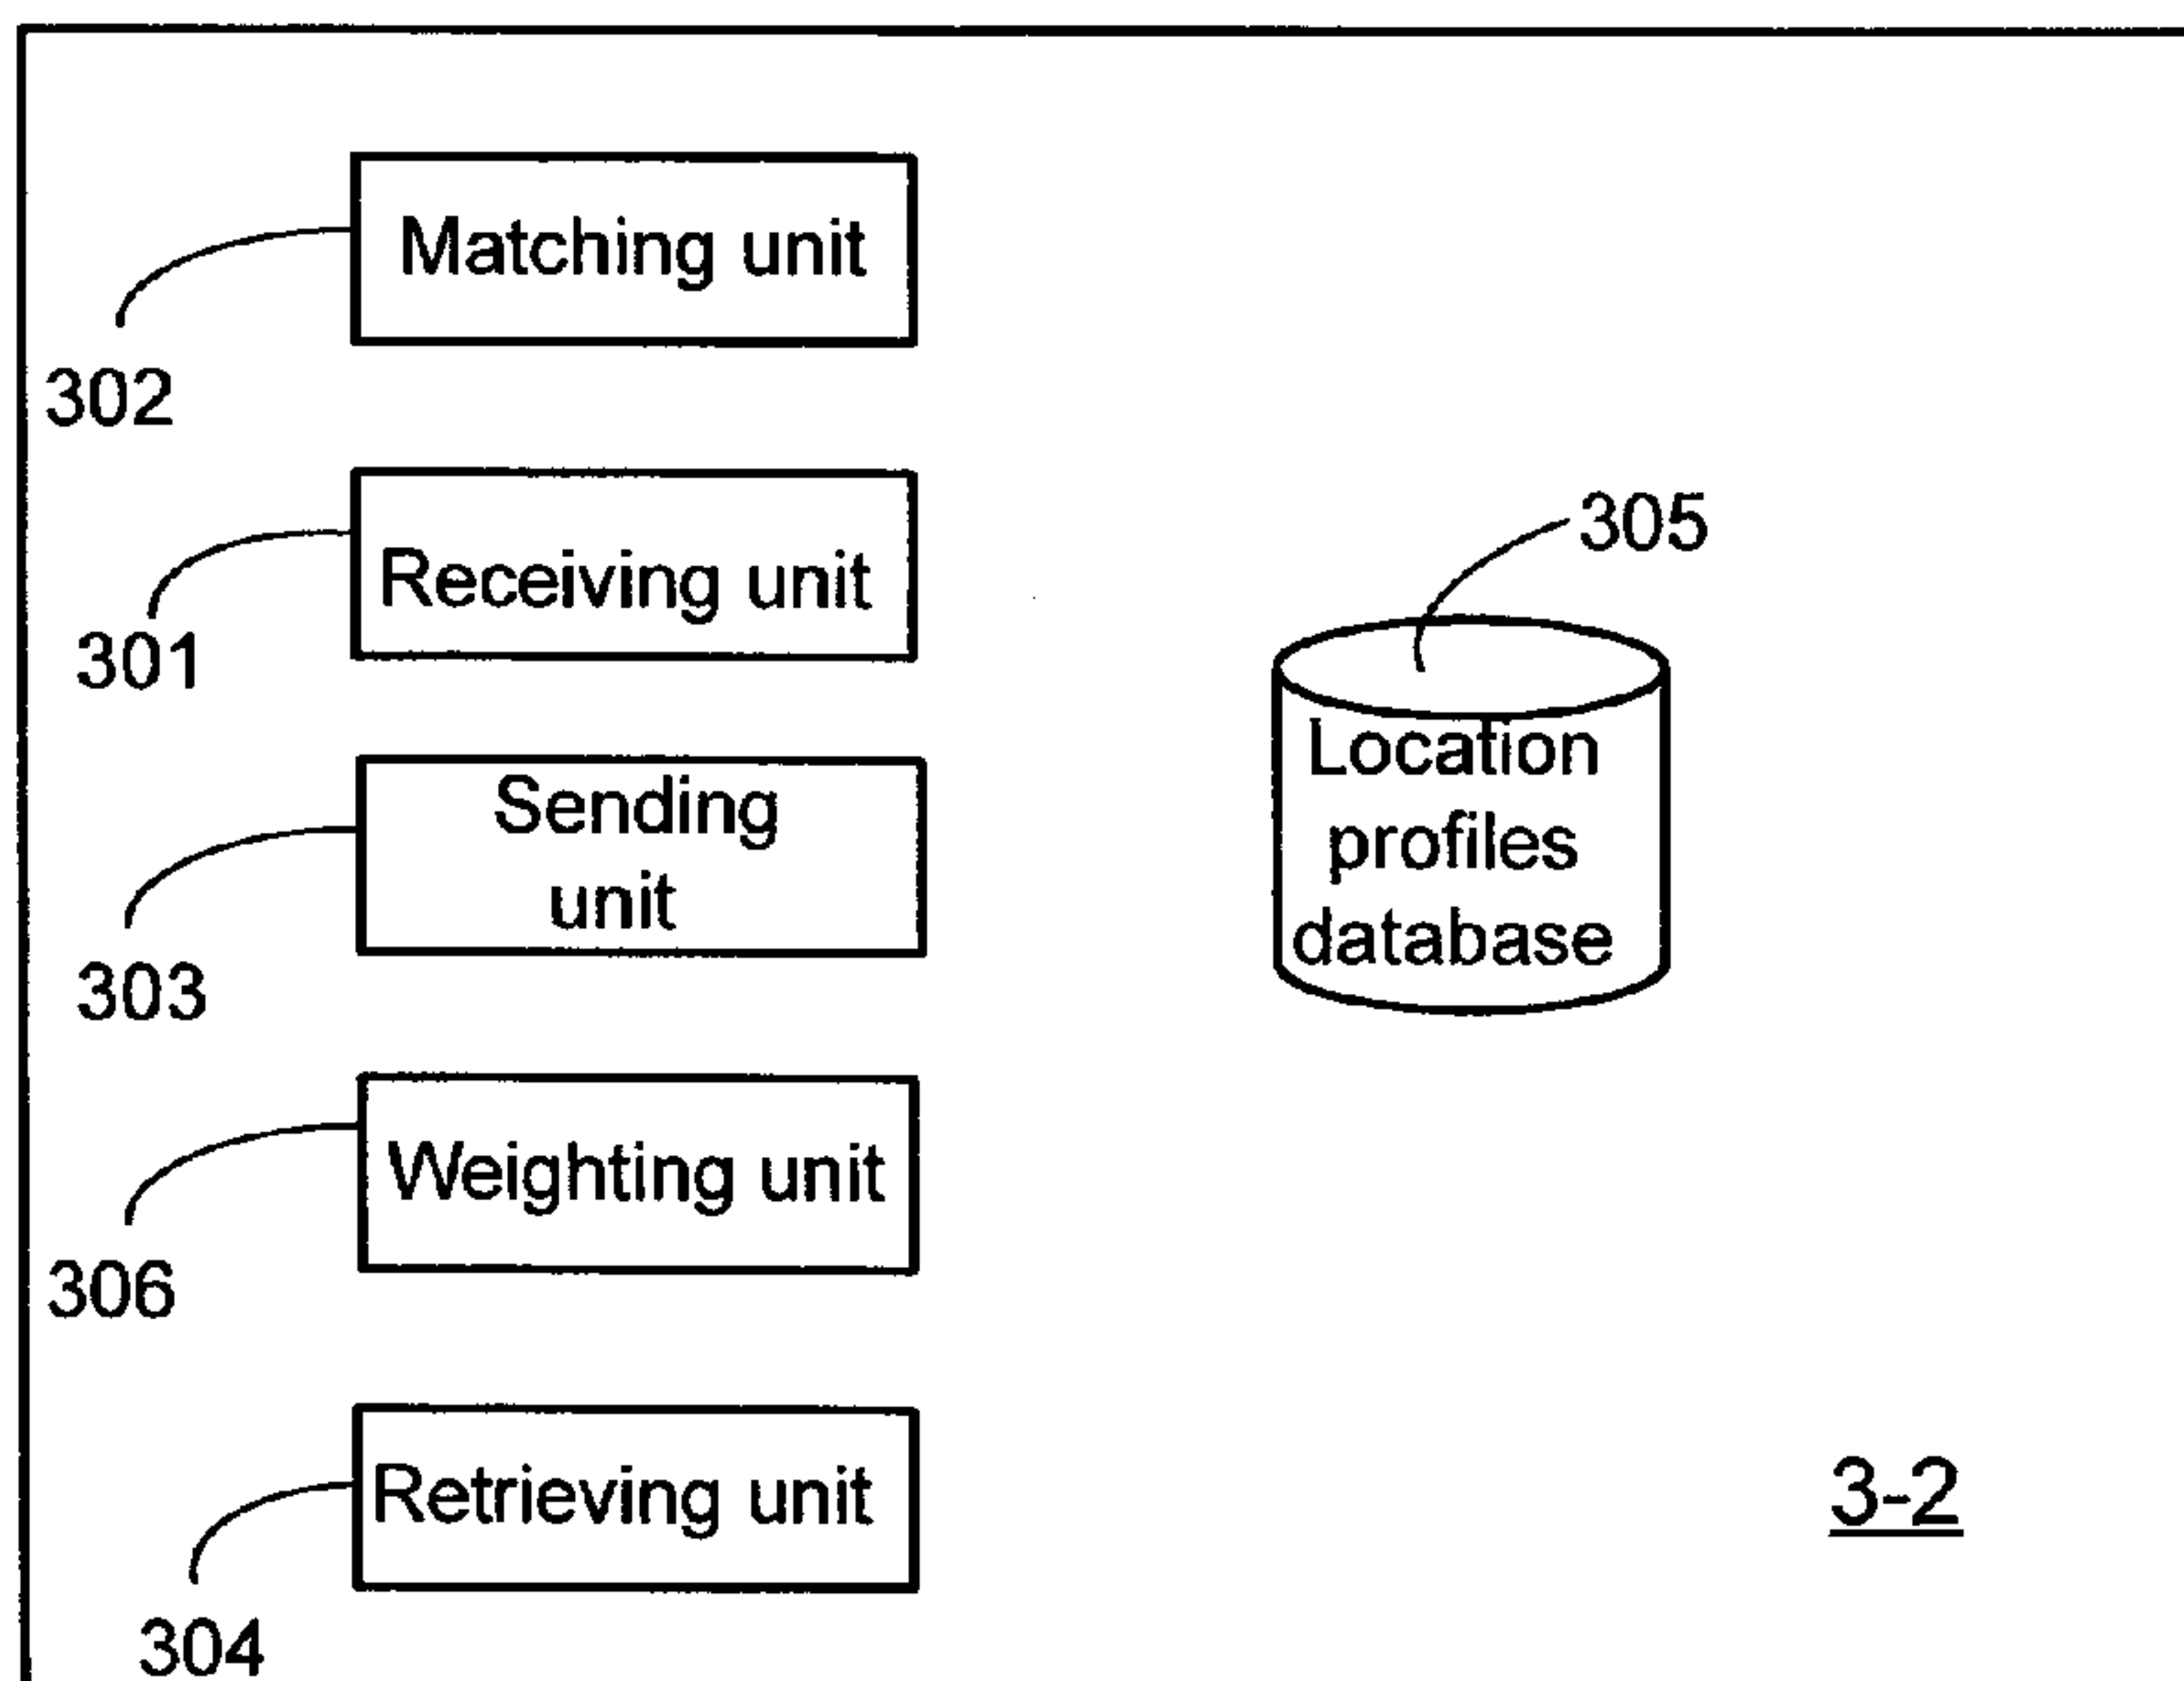 Matching unit
302
Receiving unit
301
305
Location
profiles
database
Sending
unit
303
Weighting unit
306
Retrieving unit
304
3-2